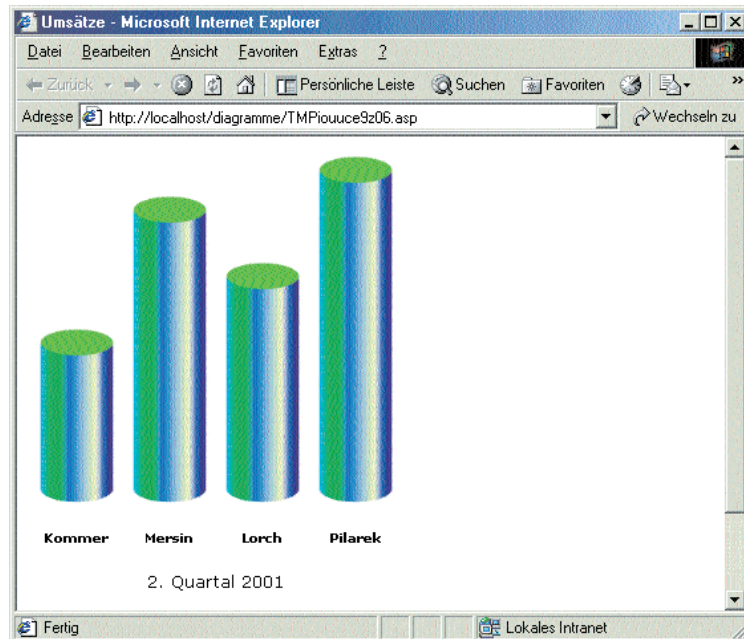 Umsätze - Microsoft Internet Explorer
Datei Bearbeiten Ansicht Favoriten Extras ?
Zurück Persönliche Leiste Suchen Favoriten »
Adresse http://localhost/diagramme/TMPiouuce9z06.asp Wechseln zu
Kommer Mersin Lorch Pilarek
2. Quartal 2001
Fertig Lokales Intranet